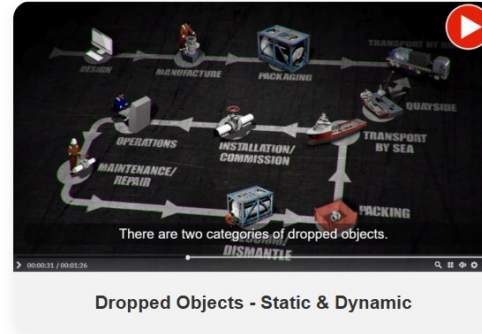 DESIGN
MANUFACTURE
PACKAGING
TRANSPORT BY
QUAYSIDE
TRANSPORT
BY SEA
INSTALLATION/
COMMISSION
OPERATIONS
MAINTENANCE/
REPAIR
PACKING
DISMANTLE
There are two categories of dropped objects.
00:00:31 / 00:01:26
Dropped Objects - Static & Dynamic